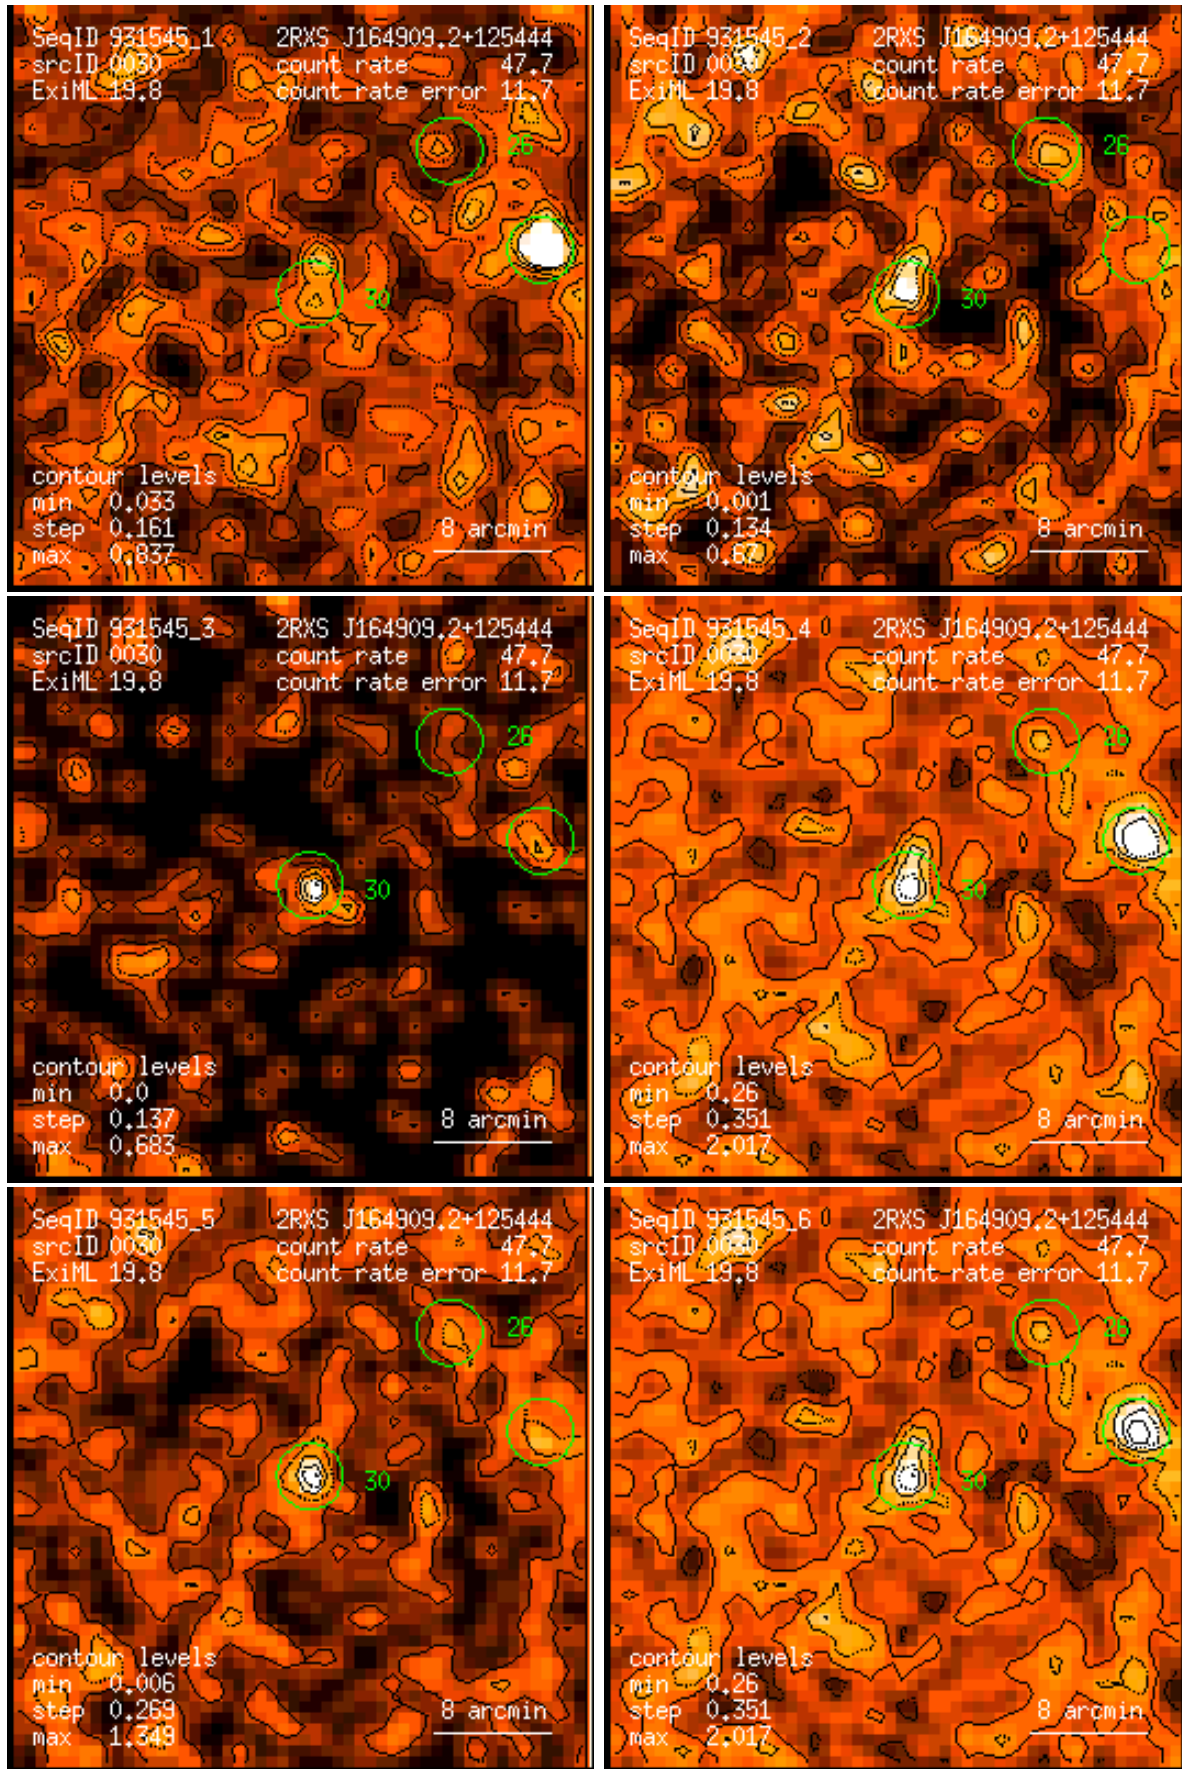 SeqID 931545_1 2RXS J164909.2+125444
srcID 0030 count rate 47.7
ExiML 19.8 count rate error 11.7
26
30
contour levels
min 0.033
step 0.161 8 arcmin
max 0.837
SeqID 931545_2 2RXS J164909.2+125444
srcID 0030 count rate 47.7
ExiML 19.8 count rate error 11.7
26
30
contour levels
min 0.001
step 0.134 8 arcmin
max 0.67
SeqID 931545_3 2RXS J164909.2+125444
srcID 0030 count rate 47.7
ExiML 19.8 count rate error 11.7
26
30
contour levels
min 0.0
step 0.137 8 arcmin
max 0.683
SeqID 931545_4 2RXS J164909.2+125444
srcID 0030 count rate 47.7
ExiML 19.8 count rate error 11.7
26
30
contour levels
min 0.26
step 0.351 8 arcmin
max 2.017
SeqID 931545_5 2RXS J164909.2+125444
srcID 0030 count rate 47.7
ExiML 19.8 count rate error 11.7
26
30
contour levels
min 0.006
step 0.269 8 arcmin
max 1.349
SeqID 931545_6 2RXS J164909.2+125444
srcID 0030 count rate 47.7
ExiML 19.8 count rate error 11.7
26
30
contour levels
min 0.26
step 0.351 8 arcmin
max 2.017